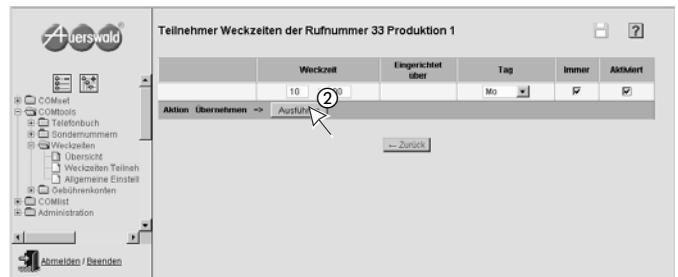 Auerswald
COMset
COMtools
Telefonbuch
Sondernummern
Weckzeiten
Übersicht
Weckzeiten Teilneh
Allgemeine Einstell
Gebührenkonten
COMlist
Administration
Abmelden / Beenden
Teilnehmer Weckzeiten der Rufnummer 33 Produktion 1
?
Weckzeit Eingerichtet über Tag Immer Aktiviert
10 Mo
Aktion Übernehmen => Ausfüh
2
← Zurück